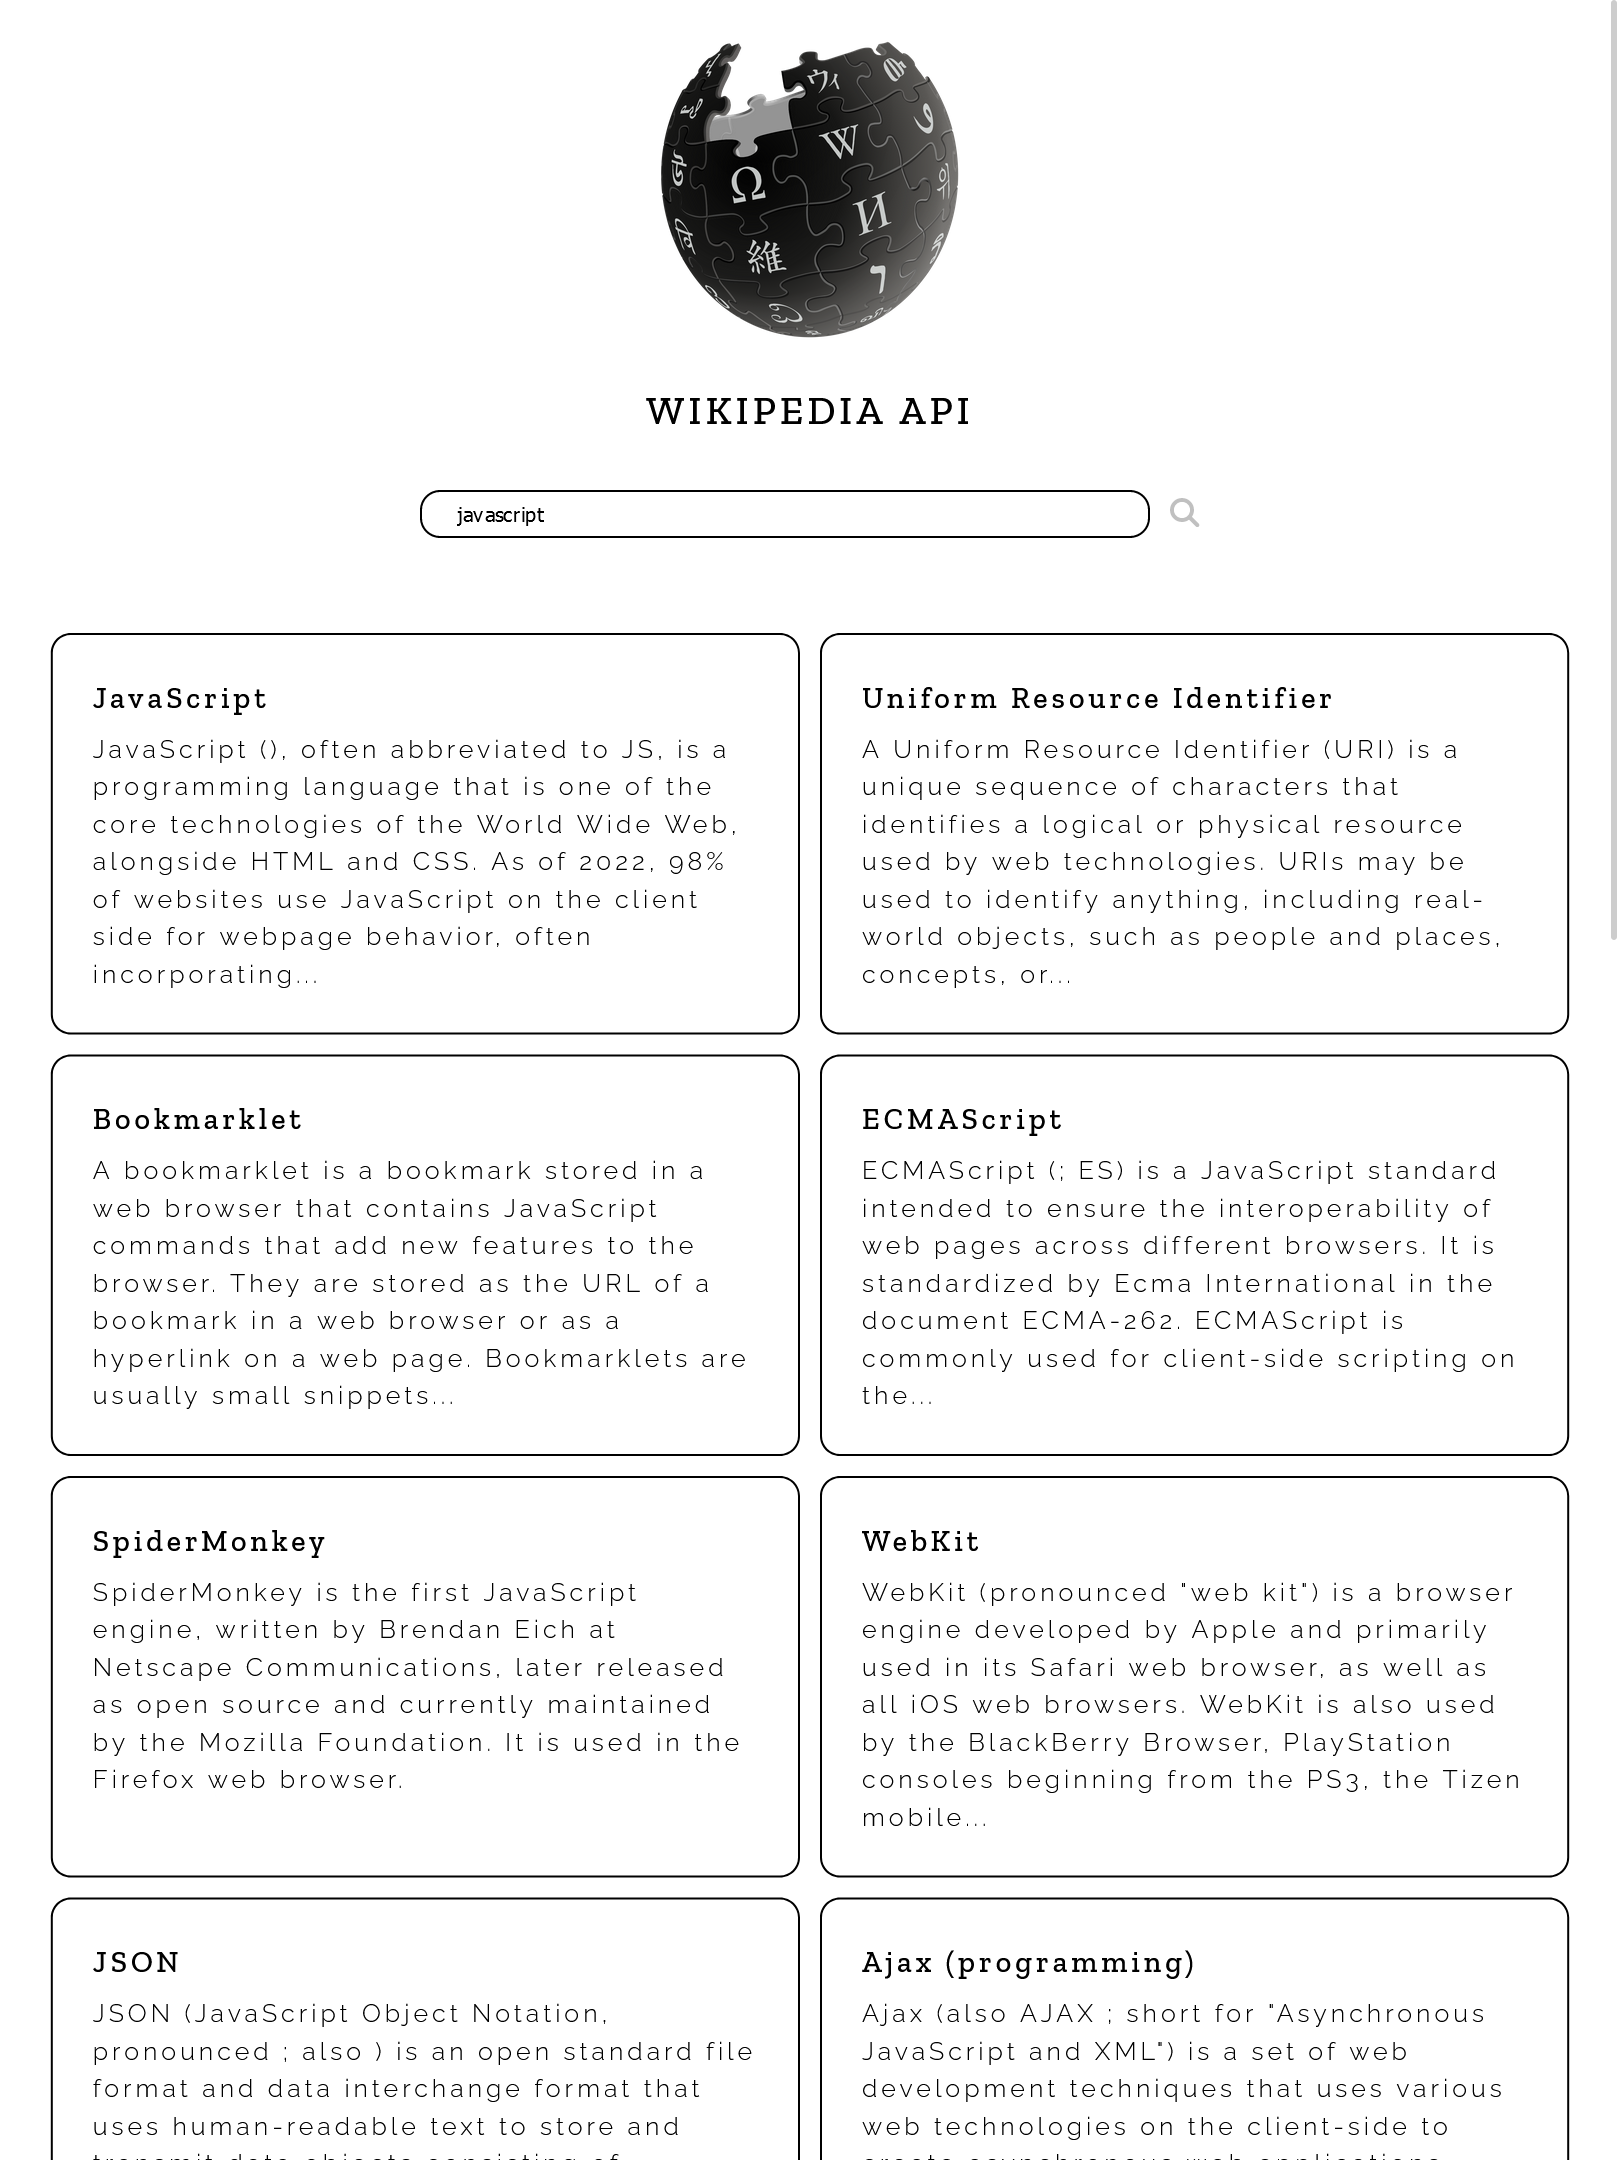 ウィ
W
Ω
И
維
ו
WIKIPEDIA API
javascript
JavaScript
JavaScript (), often abbreviated to JS, is a
programming language that is one of the
core technologies of the World Wide Web,
alongside HTML and CSS. As of 2022, 98%
of websites use JavaScript on the client
side for webpage behavior, often
incorporating...
Uniform Resource Identifier
A Uniform Resource Identifier (URI) is a
unique sequence of characters that
identifies a logical or physical resource
used by web technologies. URIs may be
used to identify anything, including real-
world objects, such as people and places,
concepts, or...
Bookmarklet
A bookmarklet is a bookmark stored in a
web browser that contains JavaScript
commands that add new features to the
browser. They are stored as the URL of a
bookmark in a web browser or as a
hyperlink on a web page. Bookmarklets are
usually small snippets...
ECMAScript
ECMAScript (; ES) is a JavaScript standard
intended to ensure the interoperability of
web pages across different browsers. It is
standardized by Ecma International in the
document ECMA-262. ECMAScript is
commonly used for client-side scripting on
the...
SpiderMonkey
SpiderMonkey is the first JavaScript
engine, written by Brendan Eich at
Netscape Communications, later released
as open source and currently maintained
by the Mozilla Foundation. It is used in the
Firefox web browser.
WebKit
WebKit (pronounced "web kit") is a browser
engine developed by Apple and primarily
used in its Safari web browser, as well as
all iOS web browsers. WebKit is also used
by the BlackBerry Browser, PlayStation
consoles beginning from the PS3, the Tizen
mobile...
JSON
JSON (JavaScript Object Notation,
pronounced ; also ) is an open standard file
format and data interchange format that
uses human-readable text to store and
transmit data objects consisting of
Ajax (programming)
Ajax (also AJAX ; short for "Asynchronous
JavaScript and XML") is a set of web
development techniques that uses various
web technologies on the client-side to
create asynchronous web applications.